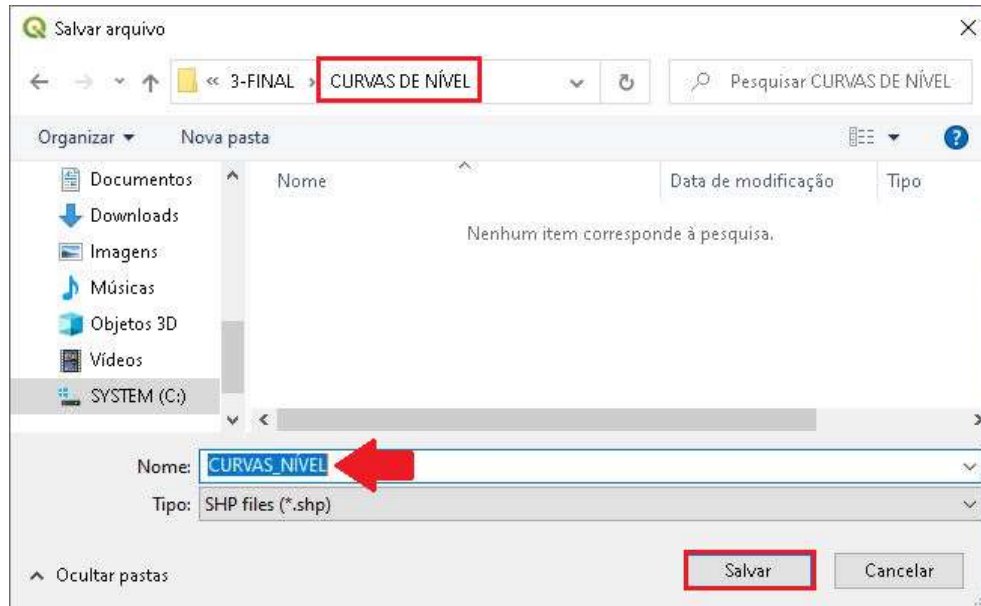 Salvar arquivo
« 3-FINAL › CURVAS DE NÍVEL
Pesquisar CURVAS DE NÍVEL
Organizar
Nova pasta
Documentos
Downloads
Imagens
Músicas
Objetos 3D
Vídeos
SYSTEM (C:)
Nome
Data de modificação
Tipo
Nenhum item corresponde à pesquisa.
Nome: CURVAS_NÍVEL
Tipo: SHP files (*.shp)
Ocultar pastas
Salvar
Cancelar